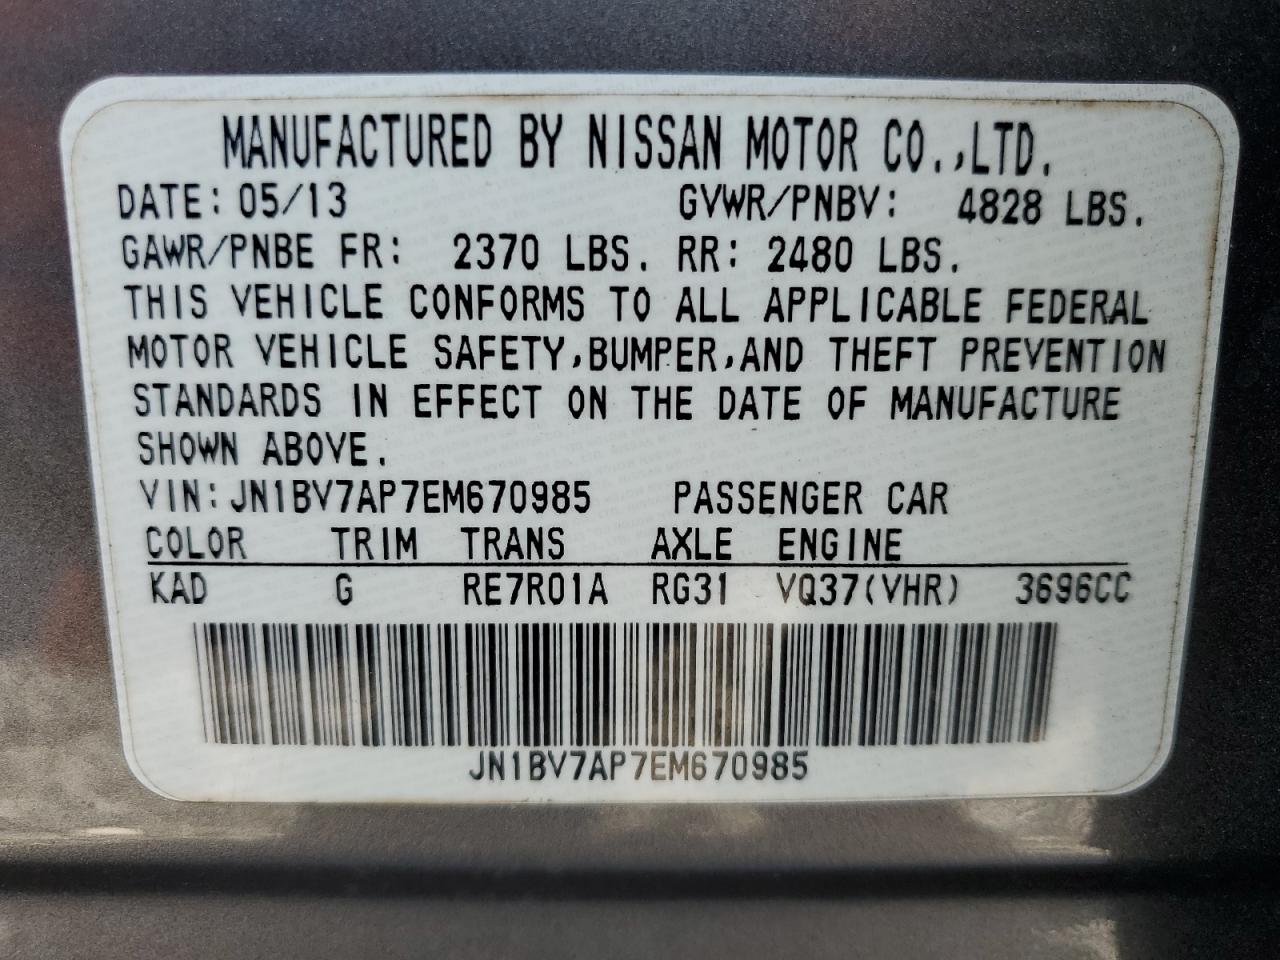 MANUFACTURED BY NISSAN MOTOR CO.,LTD.
DATE: 05/13 GVWR/PNBV: 4828 LBS.
GAWR/PNBE FR: 2370 LBS. RR: 2480 LBS.
THIS VEHICLE CONFORMS TO ALL APPLICABLE FEDERAL
MOTOR VEHICLE SAFETY,BUMPER,AND THEFT PREVENTION
STANDARDS IN EFFECT ON THE DATE OF MANUFACTURE
SHOWN ABOVE.
VIN:JN1BV7AP7EM670985 PASSENGER CAR
COLOR TRIM TRANS AXLE ENGINE
KAD G RE7R01A RG31 VQ37(VHR) 3696CC
JN1BV7AP7EM670985